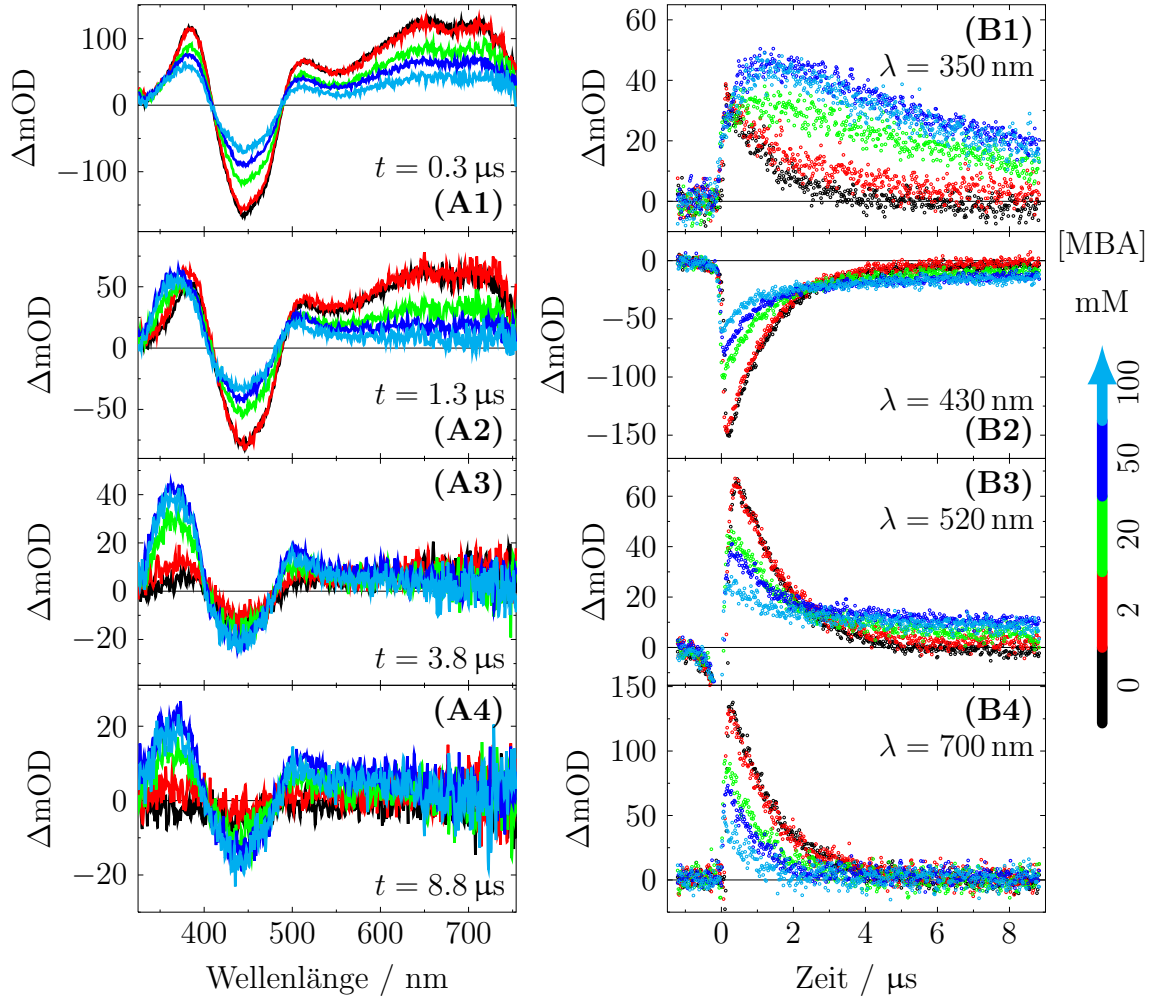 100
0
−100
ΔmOD
t = 0.3 µs
(A1)
50
0
−50
ΔmOD
t = 1.3 µs
(A2)
40
20
0
−20
ΔmOD
(A3)
t = 3.8 µs
20
0
−20
ΔmOD
(A4)
t = 8.8 µs
400
500
600
700
Wellenlänge / nm
60
40
20
0
ΔmOD
(B1)
λ = 350 nm
0
−50
−100
−150
ΔmOD
λ = 430 nm
(B2)
60
40
20
0
ΔmOD
(B3)
λ = 520 nm
150
100
50
0
ΔmOD
(B4)
λ = 700 nm
0
2
4
6
8
Zeit / µs
[MBA]
mM
100
50
20
2
0